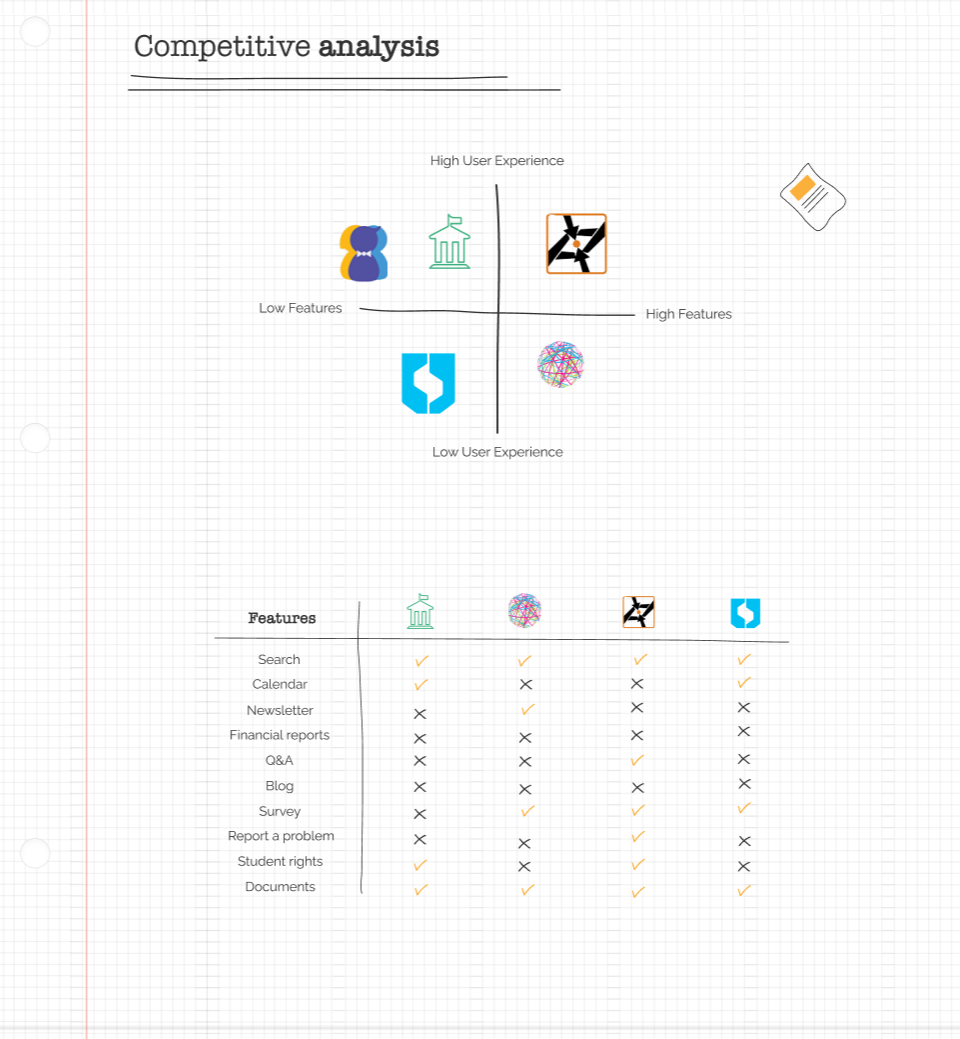 Competitive analysis
High User Experience
Low Features
High Features
Low User Experience
Features
Search
Calendar
Newsletter
Financial reports
Q&A
Blog
Survey
Report a problem
Student rights
Documents